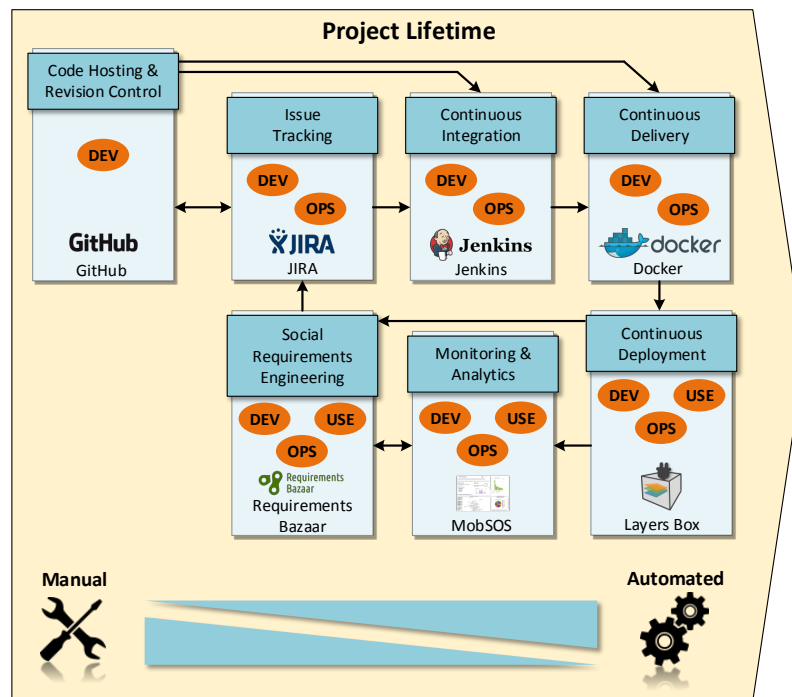 Project Lifetime
Code Hosting &
Revision Control
DEV
GitHub
GitHub
Issue
Tracking
DEV
OPS
JIRA
JIRA
Continuous
Integration
DEV
OPS
Jenkins
Jenkins
Continuous
Delivery
DEV
OPS
docker
Docker
Social
Requirements
Engineering
DEV
USE
OPS
Requirements
Bazaar
Requirements
Bazaar
Monitoring &
Analytics
DEV
USE
OPS
MobSOS
Continuous
Deployment
DEV
USE
OPS
Layers Box
Manual
Automated